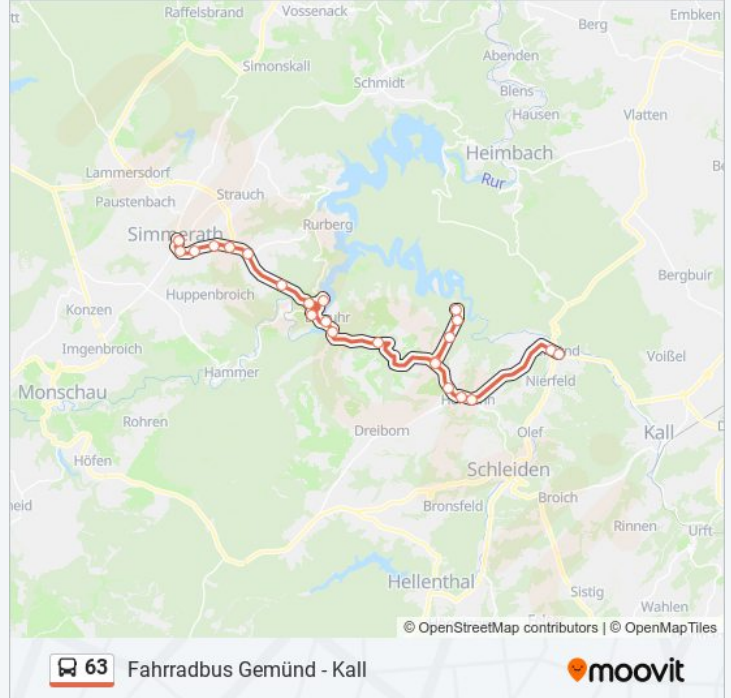 Raffelsbrand
Vossenack
Embken
Berg
Abenden
Simonskall
Schmidt
Blens
Hausen
Vlatten
Heimbach
Lammersdorf
Rur
Strauch
Paustenbach
Rurberg
Simmerath
Bergbuir
Huppenbroich
Konzen
Imgenbroich
Voißel
Hammer
Nierfeld
Monschau
Rohren
Dreiborn
Olef
Kall
Höfen
Schleiden
Broich
Bronsfeld
Rinnen
Urft
Hellenthal
Sistig
Wahlen
© OpenStreetMap contributors | © OpenMapTiles
63 Fahrradbus Gemünd - Kall
moovit